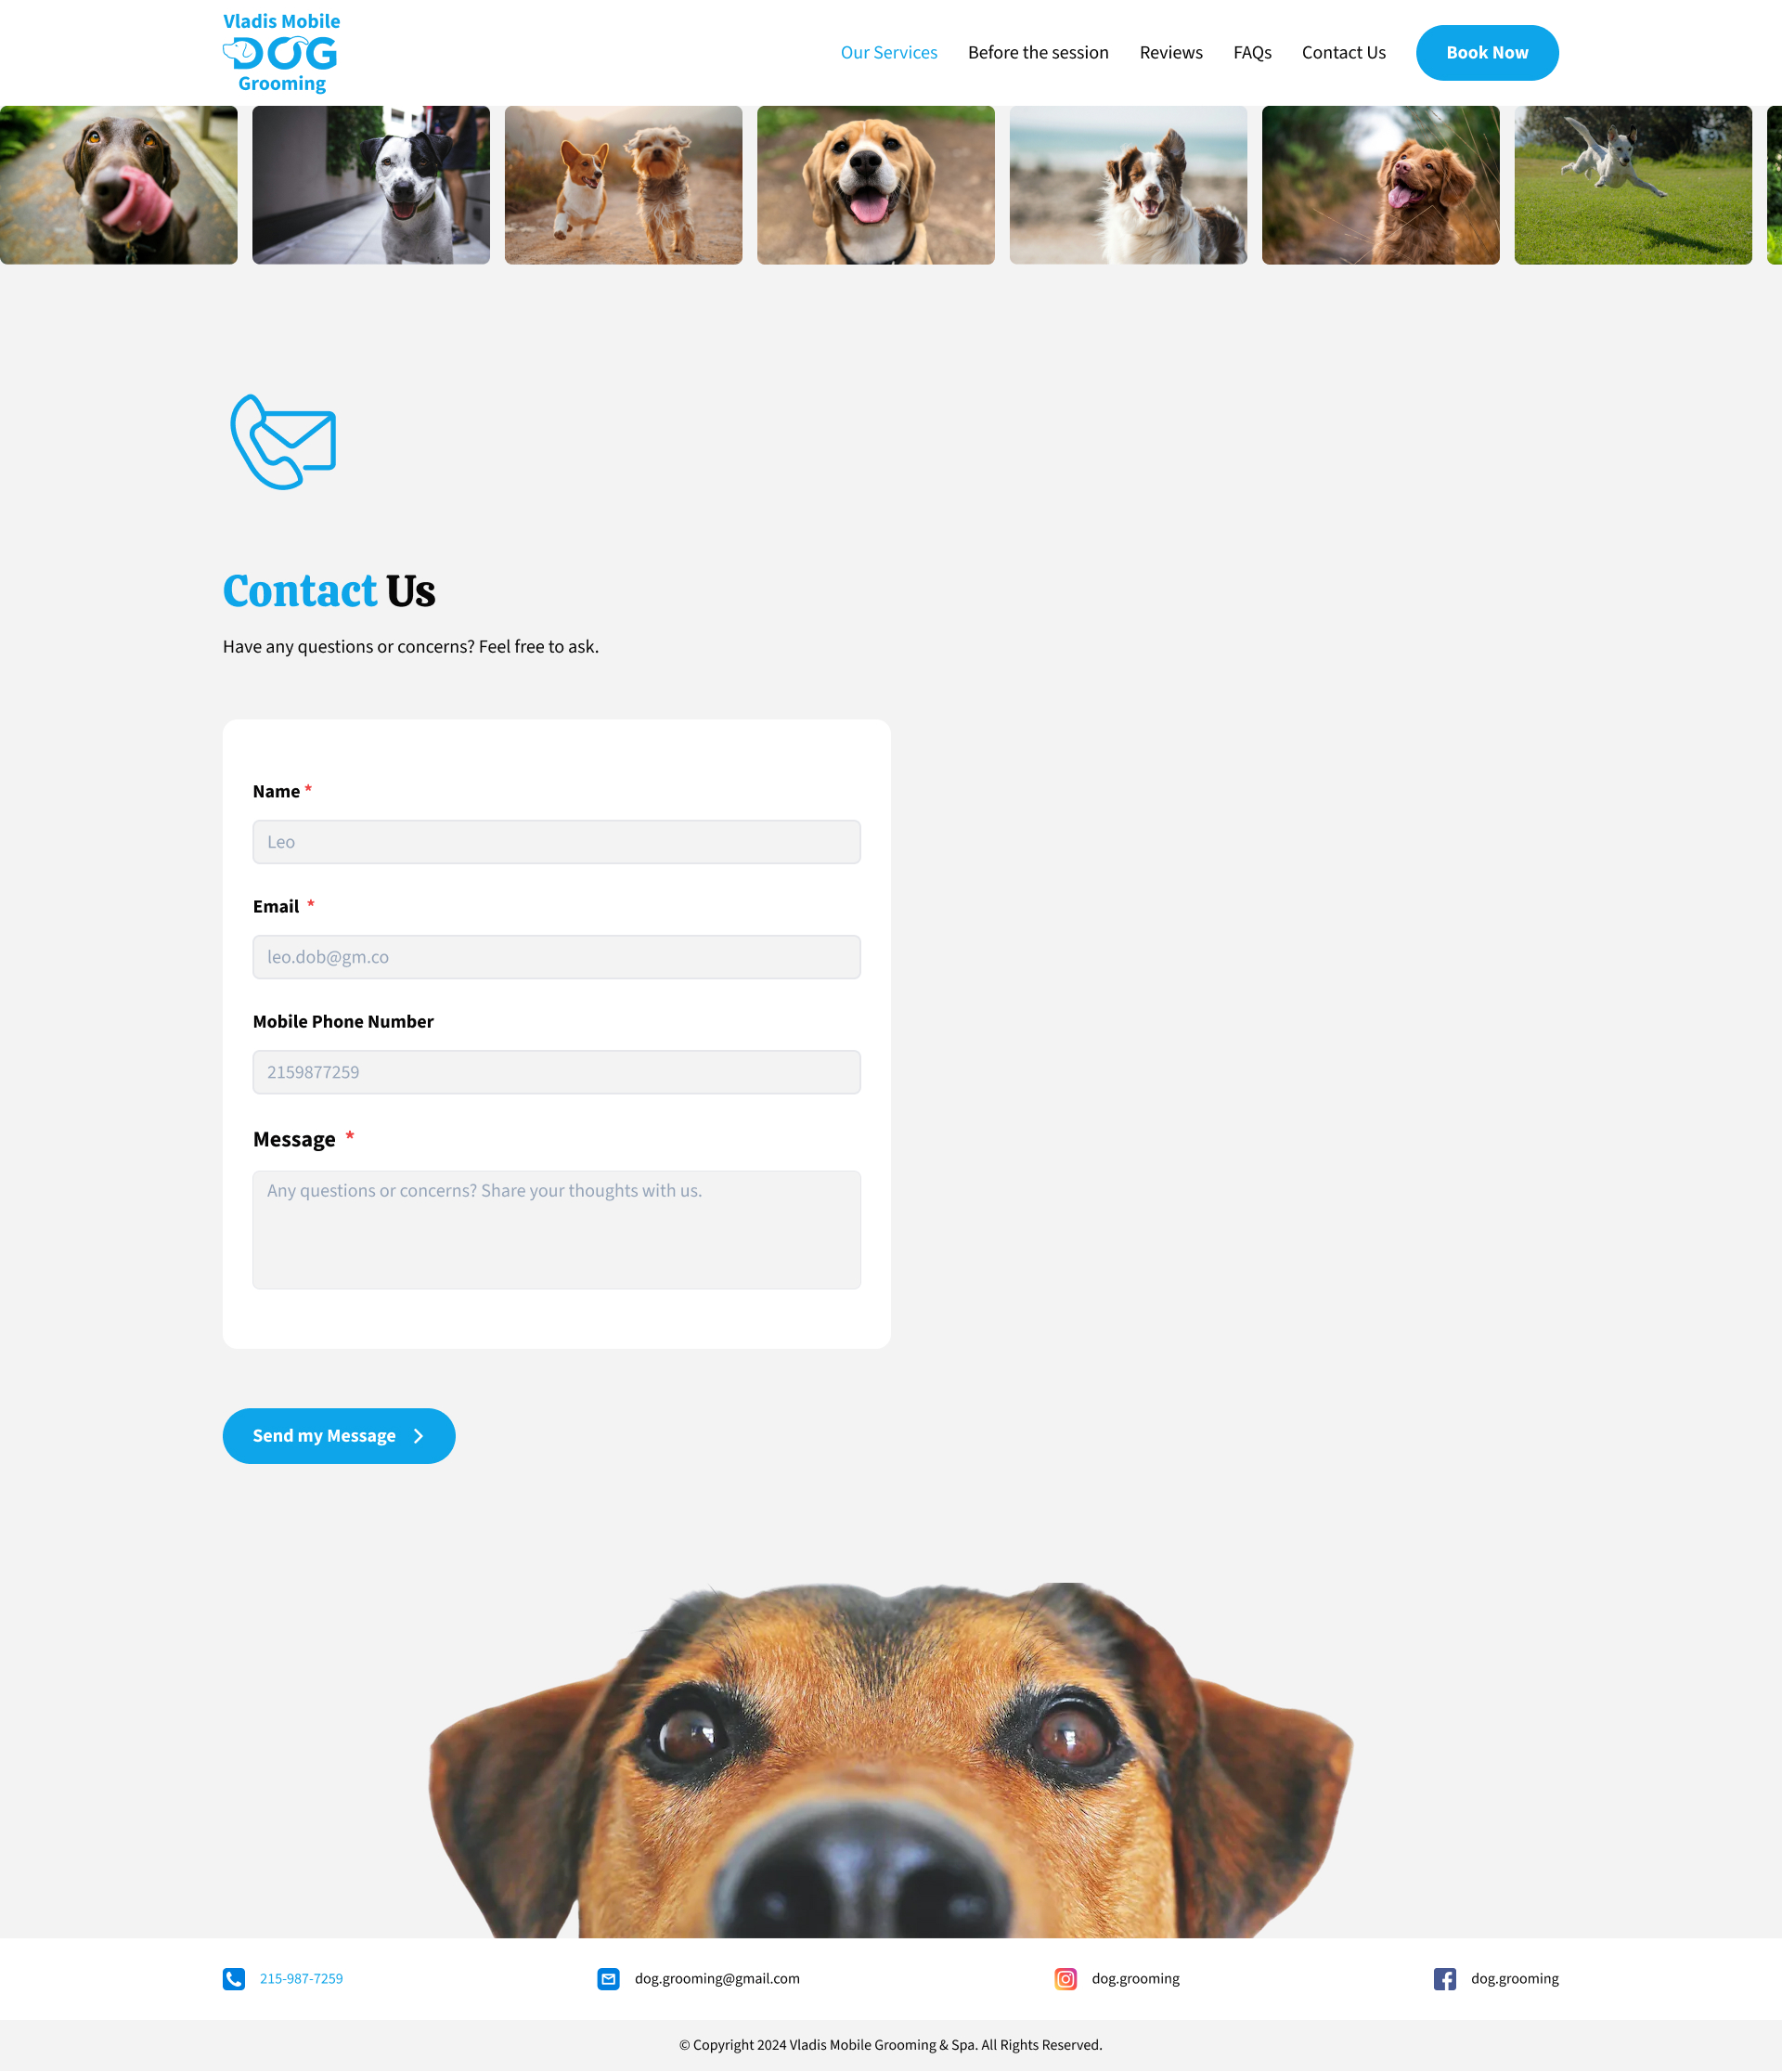 Vladis Mobile
DOG
Grooming
Our Services
Before the session
Reviews
FAQs
Contact Us
Book Now
Contact Us
Have any questions or concerns? Feel free to ask.
Name *
Leo
Email *
leo.dob@gm.co
Mobile Phone Number
2159877259
Message *
Any questions or concerns? Share your thoughts with us.
Send my Message
215-987-7259
dog.grooming@gmail.com
dog.grooming
dog.grooming
© Copyright 2024 Vladis Mobile Grooming & Spa. All Rights Reserved.